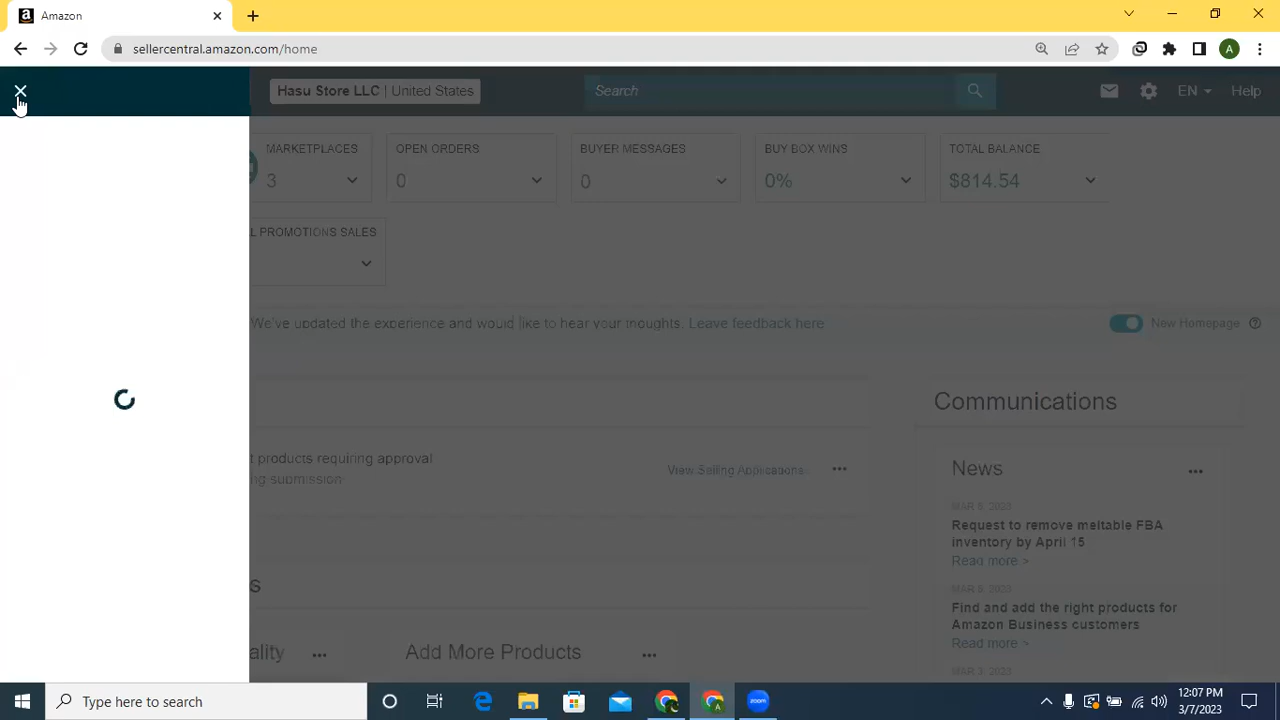 Amazon
sellercentral.amazon.com/home
A
Hasu Store LLC | United States
Search
EN
Help
MARKETPLACES
3
OPEN ORDERS
0
BUYER MESSAGES
0
BUY BOX WINS
0%
TOTAL BALANCE
$814.54
L PROMOTIONS SALES
We've updated the experience and would like to hear your thoughts. Leave feedback here
New Homepage
t products requiring approval
ng submission
View Selling Applications
Communications
News
Request to remove meltable FBA
inventory by April 15
Read more >
Find and add the right products for
Amazon Business customers
Read more >
MAR 3, 2023
s
ality
Add More Products
Type here to search
zoom
12:07 PM
3/7/2023